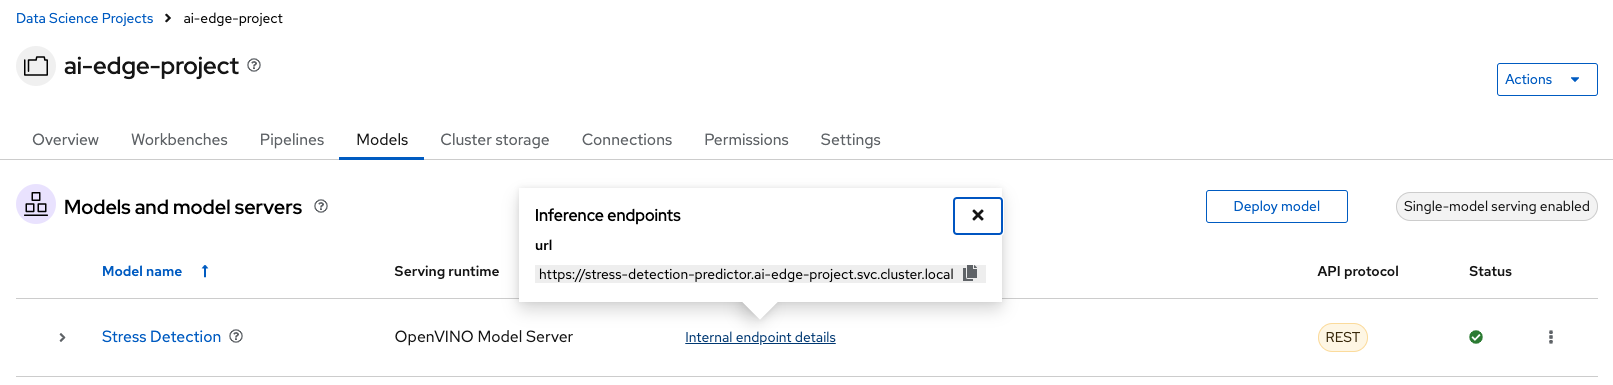 Data Science Projects > ai-edge-project
ai-edge-project
Actions
Overview Workbenches Pipelines Models Cluster storage Connections Permissions Settings
Models and model servers
Deploy model
Single-model serving enabled
Inference endpoints
url
https://stress-detection-predictor.ai-edge-project.svc.cluster.local
Model name Serving runtime API protocol Status
Stress Detection OpenVINO Model Server Internal endpoint details REST